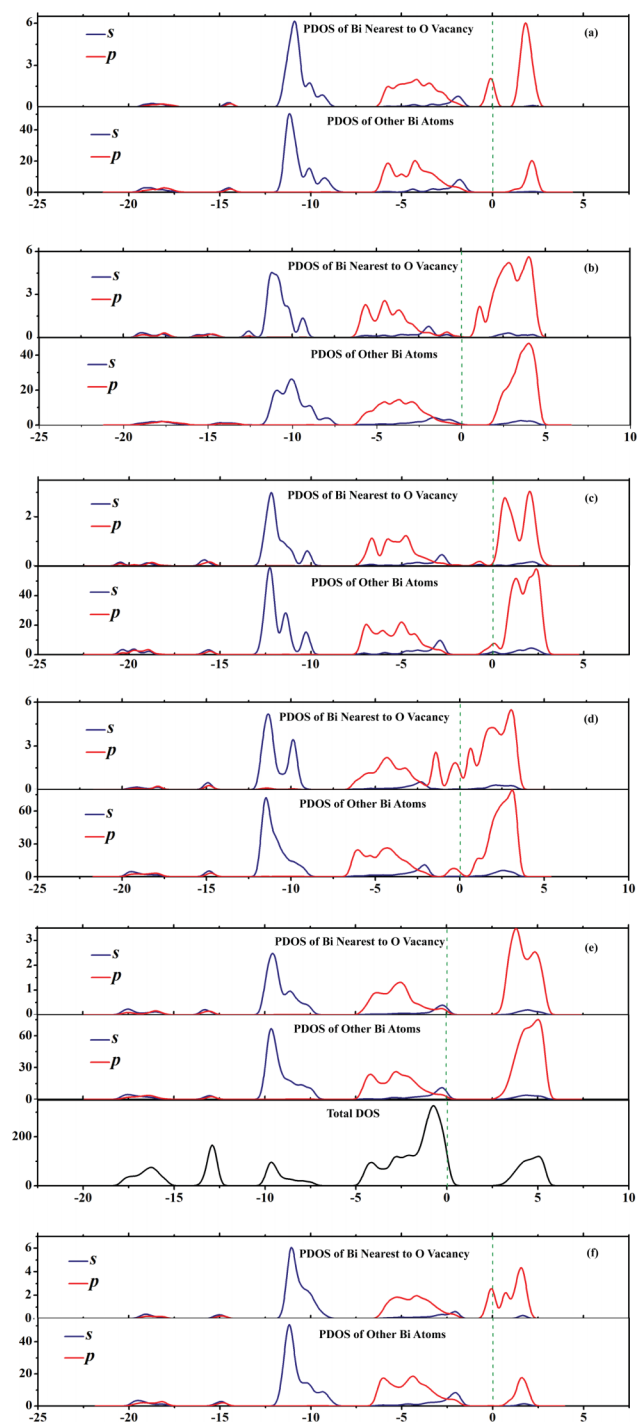 PDOS of Bi Nearest to O Vacancy (a)
s
p
6
3
0
PDOS of Other Bi Atoms
40
20
0
-25 -20 -15 -10 -5 0 5
PDOS of Bi Nearest to O Vacancy (b)
s
p
6
3
0
PDOS of Other Bi Atoms
s
p
40
20
0
-25 -20 -15 -10 -5 0 5 10
PDOS of Bi Nearest to O Vacancy (c)
s
p
2
0
PDOS of Other Bi Atoms
s
p
40
20
0
-25 -20 -15 -10 -5 0 5
PDOS of Bi Nearest to O Vacancy (d)
s
p
6
3
0
PDOS of Other Bi Atoms
s
p
60
30
0
-25 -20 -15 -10 -5 0 5 10
PDOS of Bi Nearest to O Vacancy (e)
s
p
3
2
1
0
PDOS of Other Bi Atoms
s
p
60
30
0
Total DOS
200
0
-20 -15 -10 -5 0 5 10
PDOS of Bi Nearest to O Vacancy (f)
s
p
6
4
2
0
PDOS of Other Bi Atoms
s
p
40
20
0
-25 -20 -15 -10 -5 0 5